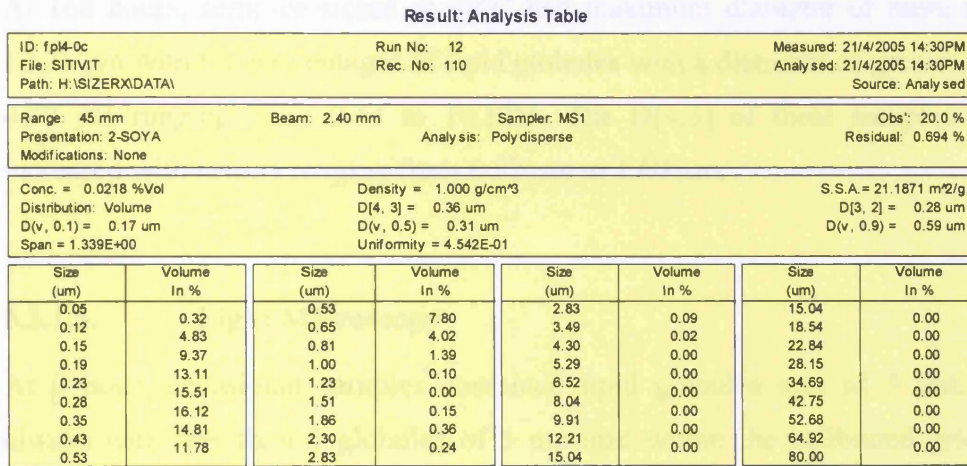 Result: Analysis Table
ID: fpl4-0c Run No: 12 Measured: 21/4/2005 14:30PM
File: SITIVIT Rec. No: 110 Analysed: 21/4/2005 14:30PM
Path: H:\SIZERX\DATA\ Source: Analysed
Range: 45 mm Beam: 2.40 mm Sampler: MS1 Obs': 20.0 %
Presentation: 2-SOYA Analysis: Polydisperse Residual: 0.694 %
Modifications: None
Conc. = 0.0218 %Vol Density = 1.000 g/cm^3 S.S.A.= 21.1871 m^2/g
Distribution: Volume D[4, 3] = 0.36 um D[3, 2] = 0.28 um
D(v, 0.1) = 0.17 um D(v, 0.5) = 0.31 um D(v, 0.9) = 0.59 um
Span = 1.339E+00 Uniformity = 4.542E-01
Size Volume Size Volume Size Volume Size Volume
(um) In % (um) In % (um) In % (um) In %
0.05 0.32 0.53 7.80 2.83 0.09 15.04 0.00
0.12 4.83 0.65 4.02 3.49 0.02 18.54 0.00
0.15 9.37 0.81 1.39 4.30 0.00 22.84 0.00
0.19 13.11 1.00 0.10 5.29 0.00 28.15 0.00
0.23 15.51 1.23 0.00 6.52 0.00 34.69 0.00
0.28 16.12 1.51 0.15 8.04 0.00 42.75 0.00
0.35 14.81 1.86 0.36 9.91 0.00 52.68 0.00
0.43 11.78 2.30 0.24 12.21 0.00 64.92 0.00
0.53 2.83 15.04 80.00